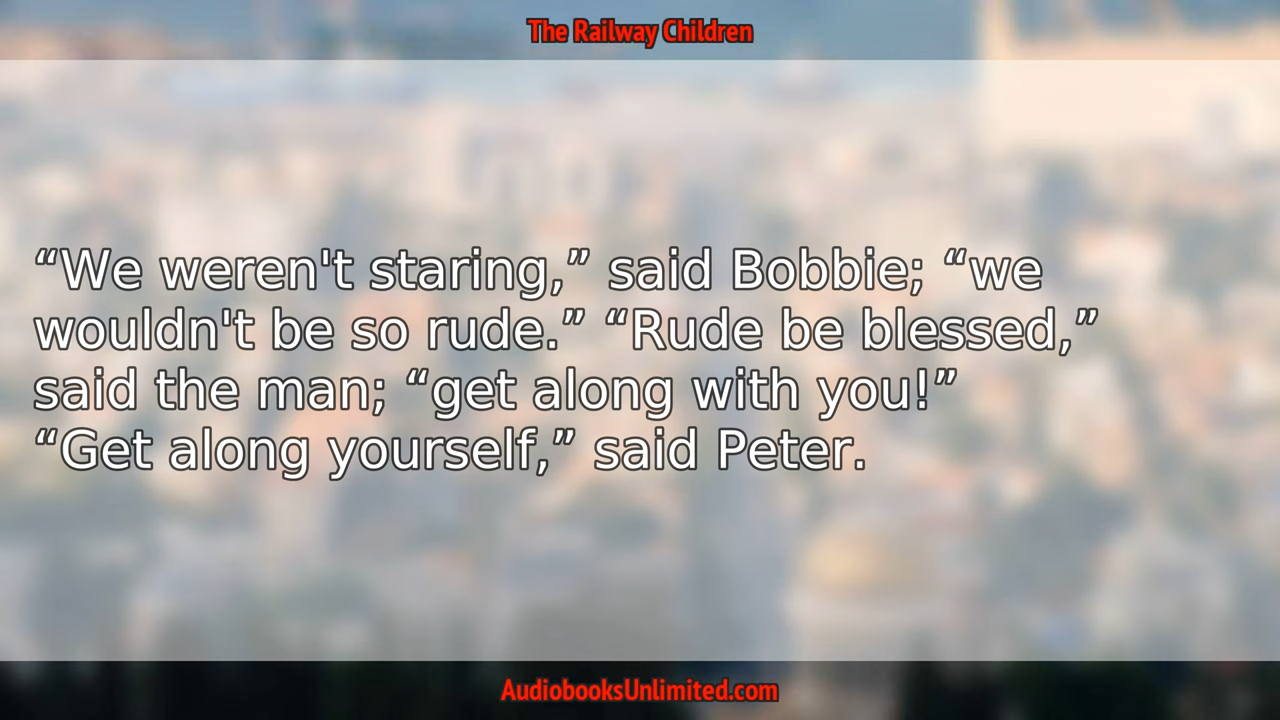 The Railway Children
“We weren't staring,” said Bobbie; “we
wouldn't be so rude.” “Rude be blessed,”
said the man; “get along with you!”
“Get along yourself,” said Peter.
AudiobooksUnlimited.com